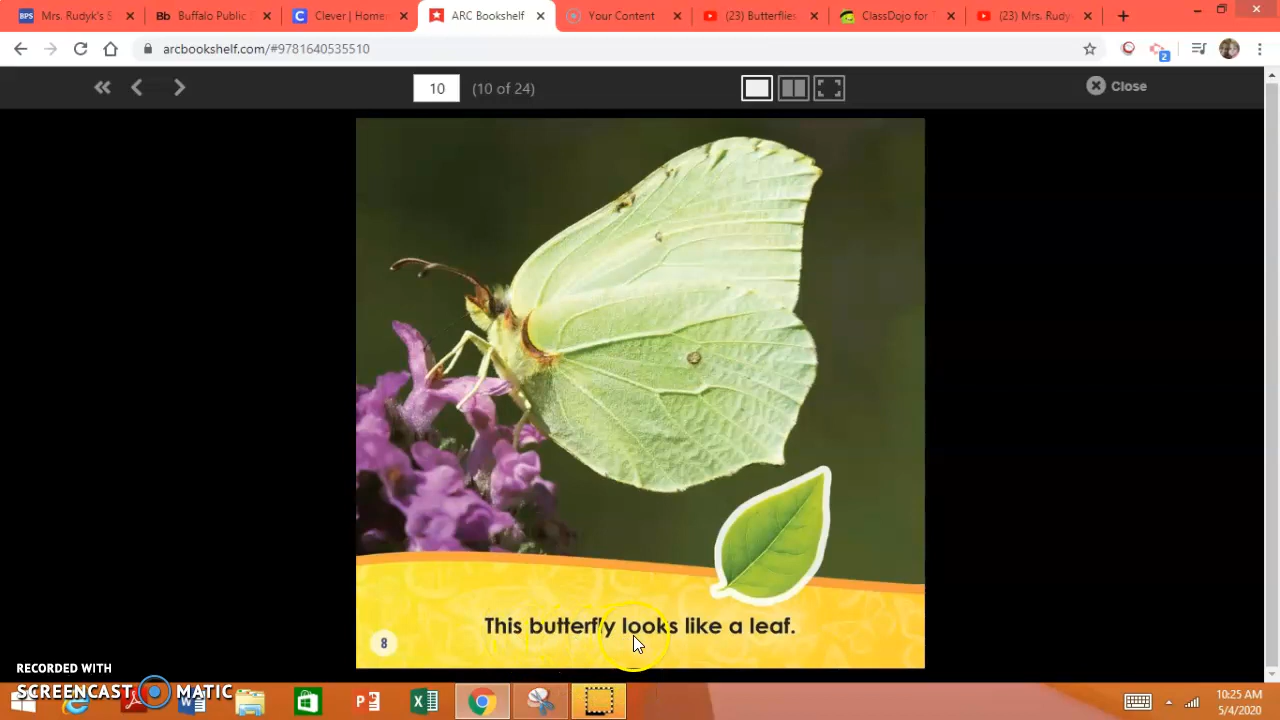 Mrs. Rudyk's S
Buffalo Public
Clever | Home
ARC Bookshelf
Your Content
(23) Butterflies
ClassDojo for
(23) Mrs. Rudy
arcbookshelf.com/#9781640535510
2
10 (10 of 24)
Close
This butterfly looks like a leaf.
8
RECORDED WITH
SCREENCAST MATIC
10:25 AM
5/4/2020